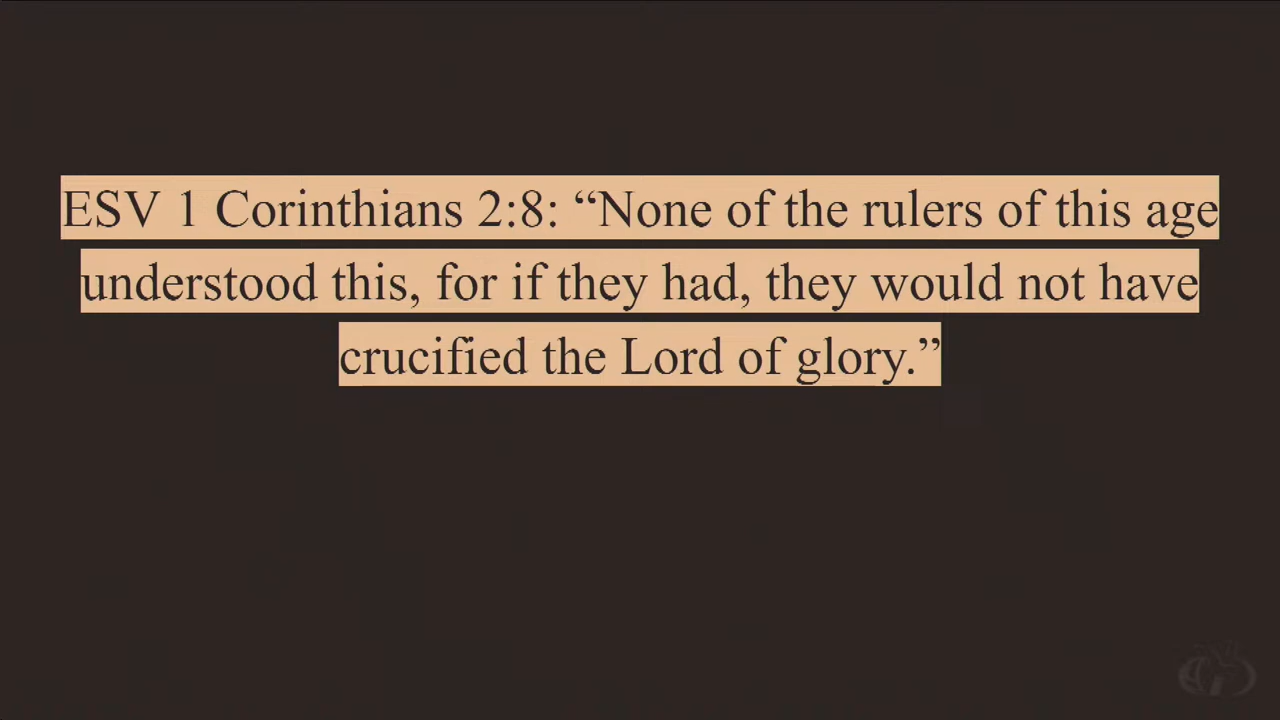 ESV 1 Corinthians 2:8: “None of the rulers of this age
understood this, for if they had, they would not have
crucified the Lord of glory.”